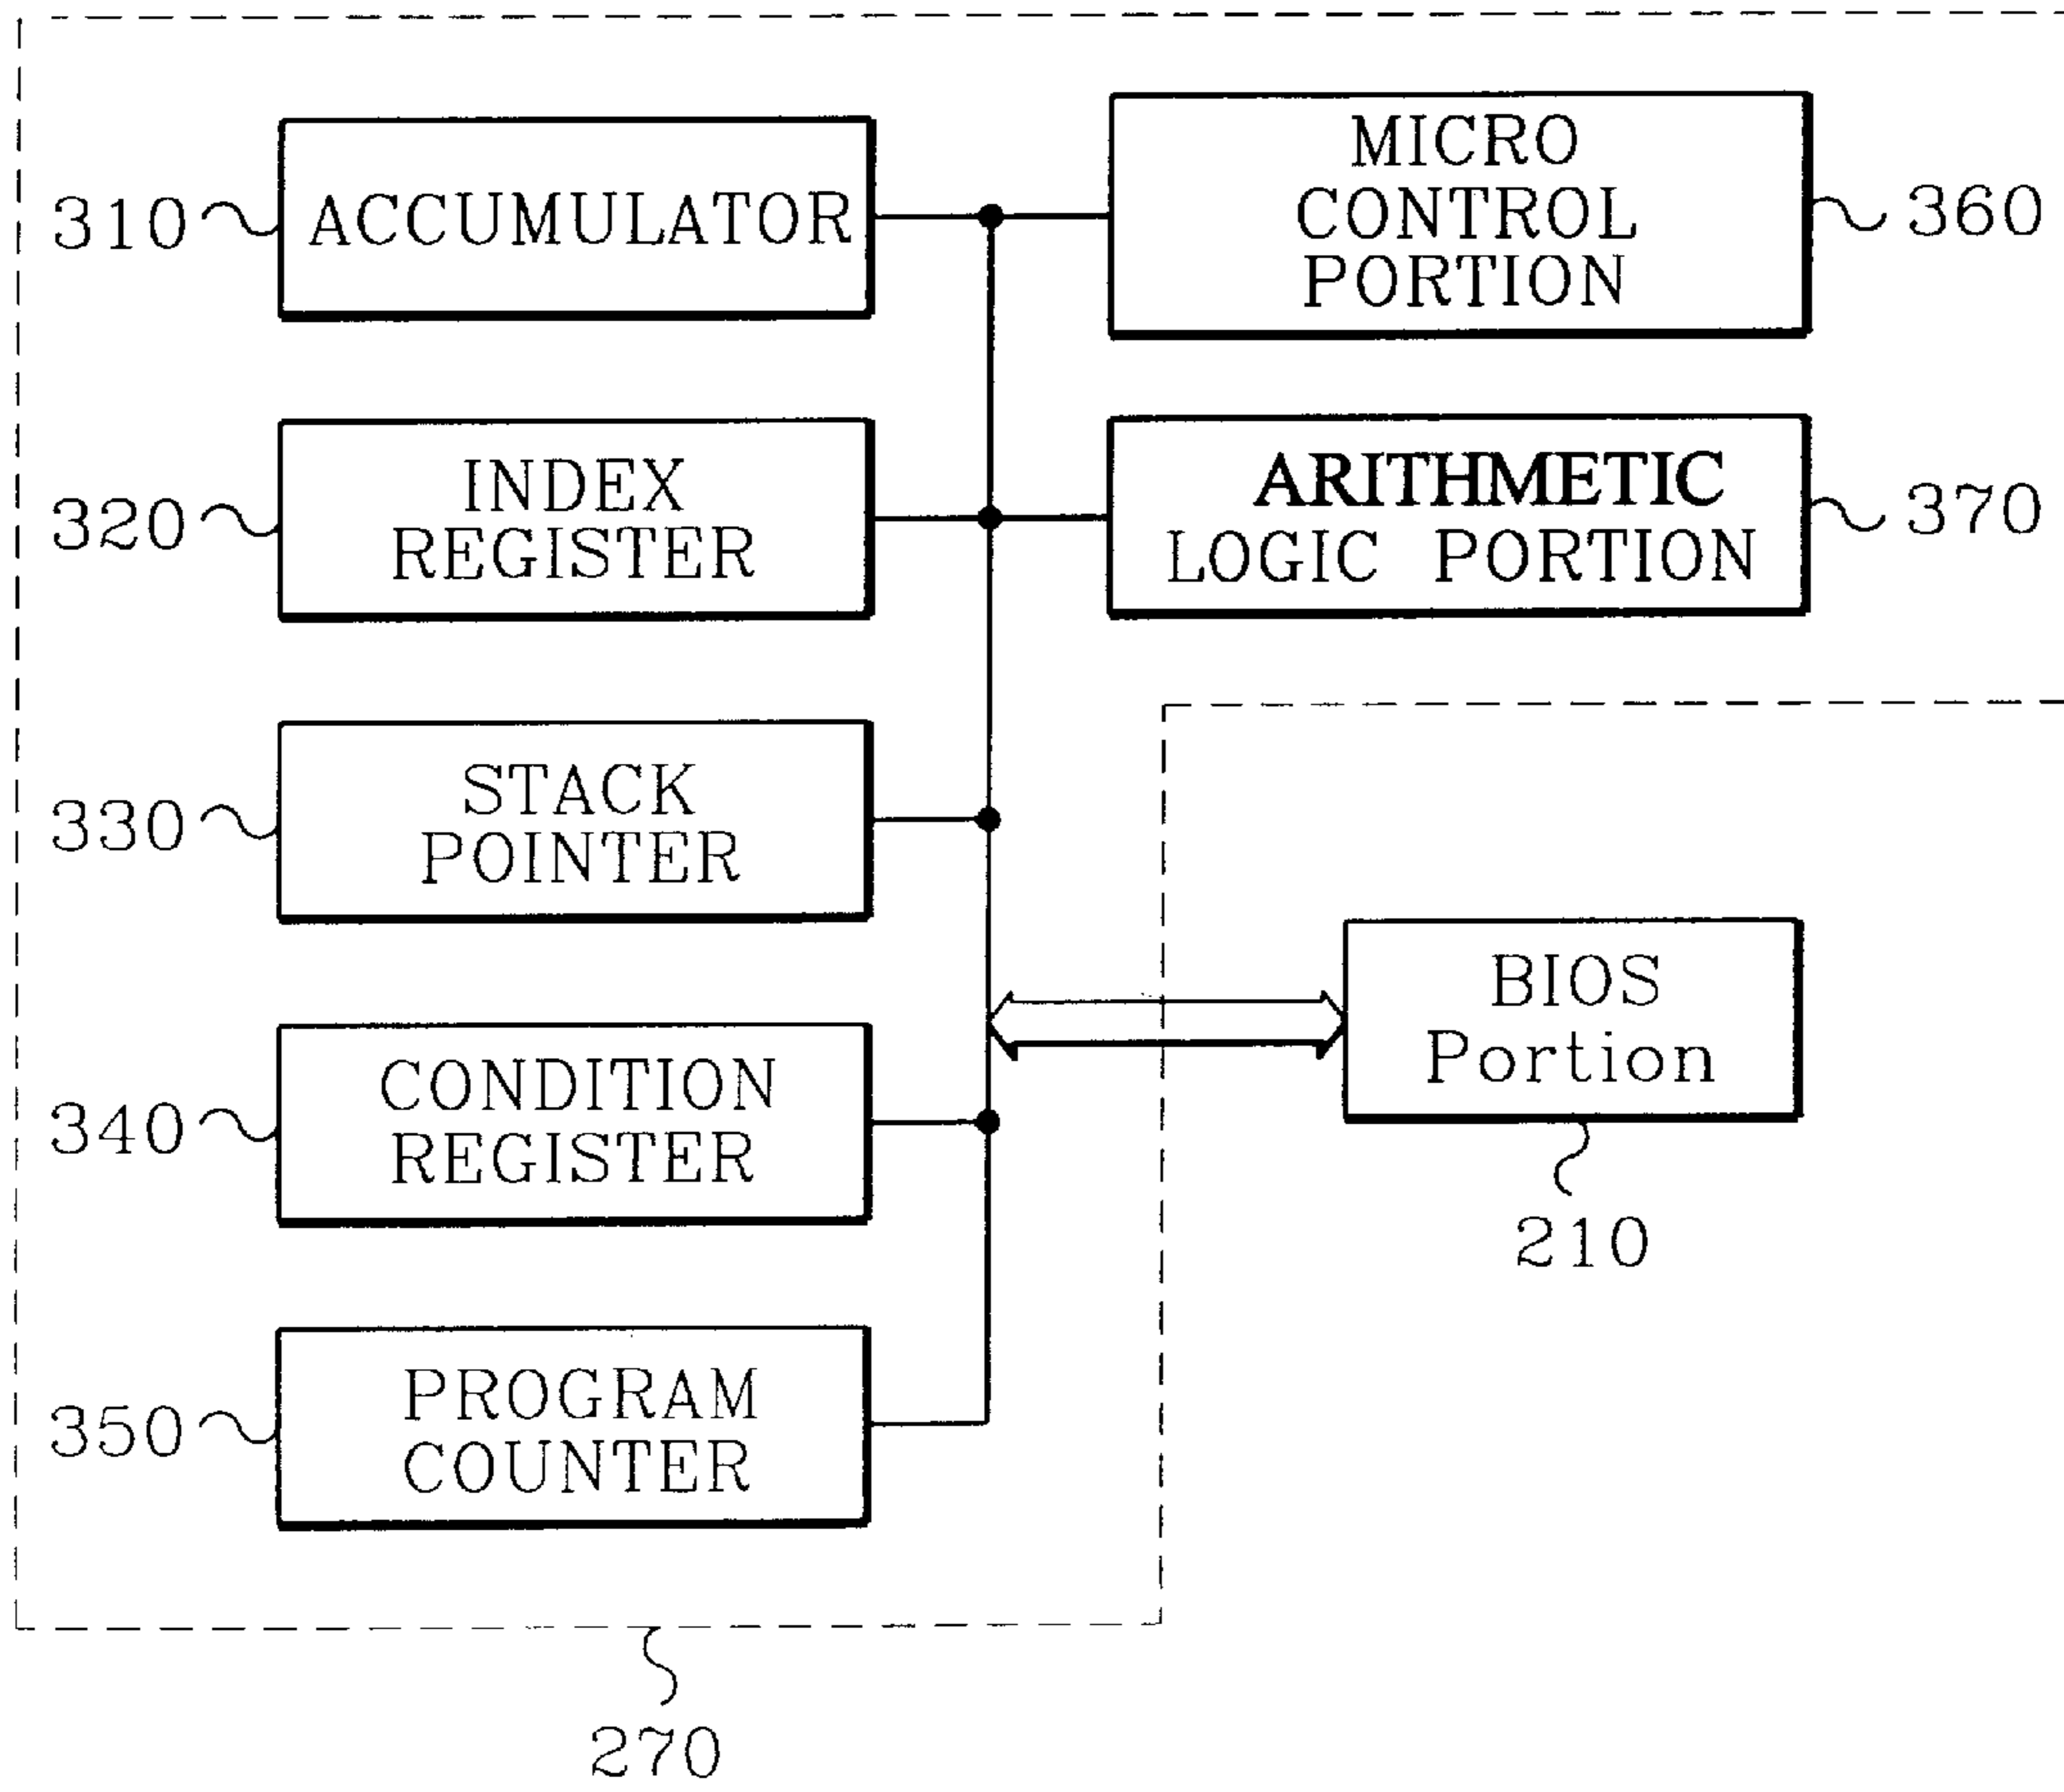 310
ACCUMULATOR
MICRO
CONTROL
PORTION
360
320
INDEX
REGISTER
ARITHMETIC
LOGIC PORTION
370
330
STACK
POINTER
BIOS
Portion
210
340
CONDITION
REGISTER
350
PROGRAM
COUNTER
270